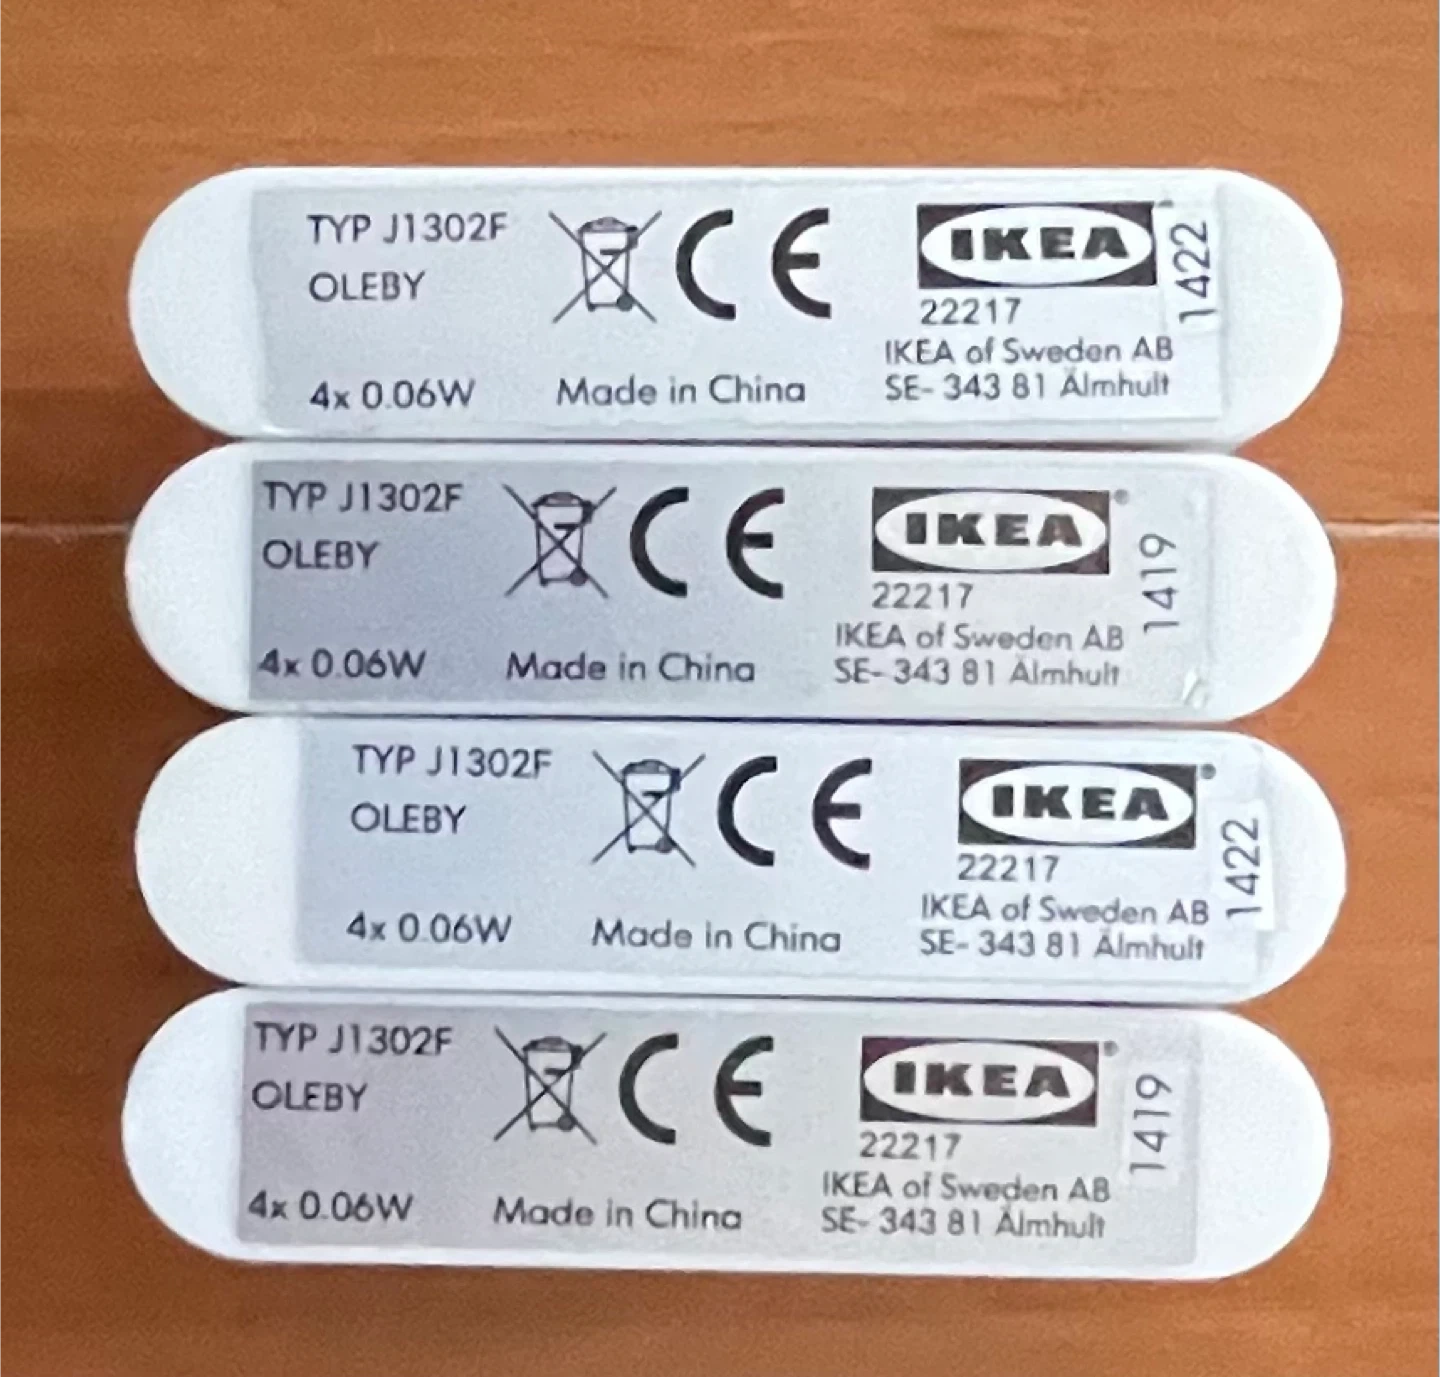 TYP J1302F
OLEBY
4x 0.06W
CE
Made in China
IKEA®
22217
IKEA of Sweden AB
SE- 343 81 Älmhult
1422
TYP J1302F
OLEBY
4x 0.06W
CE
Made in China
IKEA®
22217
IKEA of Sweden AB
SE- 343 81 Älmhult
1419
TYP J1302F
OLEBY
4x 0.06W
CE
Made in China
IKEA®
22217
IKEA of Sweden AB
SE- 343 81 Älmhult
1422
TYP J1302F
OLEBY
4x 0.06W
CE
Made in China
IKEA®
22217
IKEA of Sweden AB
SE- 343 81 Älmhult
1419